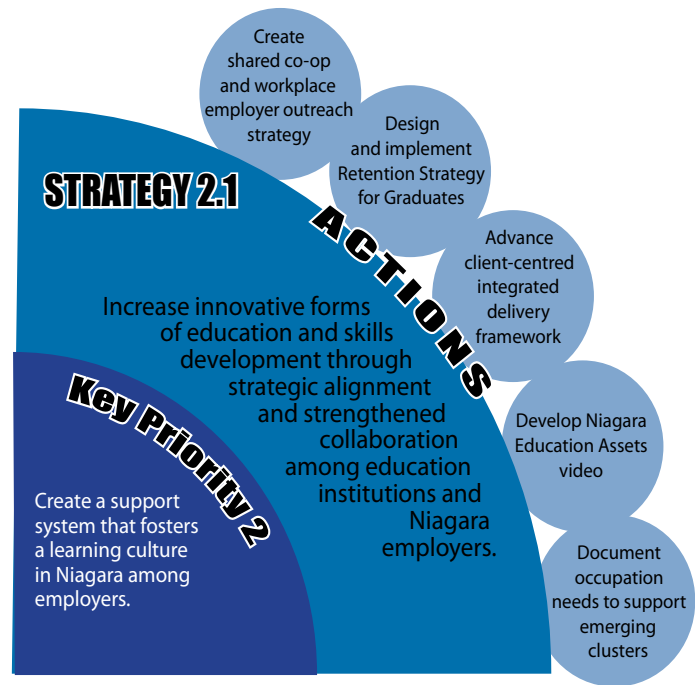 Create
shared co-op
and workplace
employer outreach
strategy
Design
and implement
Retention Strategy
for Graduates
Advance
client-centred
integrated
delivery
framework
Develop Niagara
Education Assets
video
Document
occupation
needs to support
emerging
clusters
ACTIONS
STRATEGY 2.1
Increase innovative forms
of education and skills
development through
strategic alignment
and strengthened
collaboration
among education
institutions and
Niagara
employers.
Key Priority 2
Create a support
system that fosters
a learning culture
in Niagara among
employers.